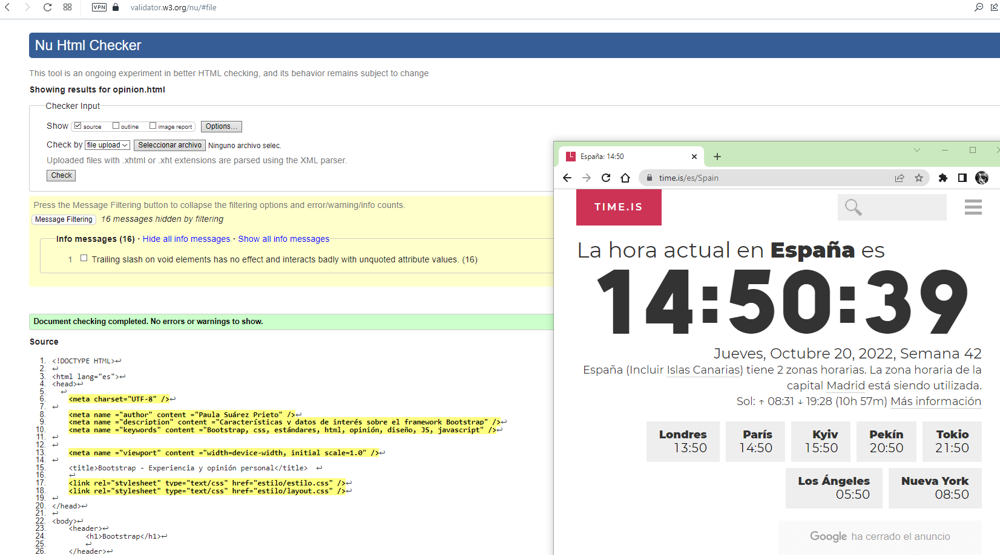 VPN validator.w3.org/nu/#file
Nu Html Checker
This tool is an ongoing experiment in better HTML checking, and its behavior remains subject to change
Showing results for opinion.html
Checker Input
Show source outline image report Options...
Check by file upload Seleccionar archivo Ninguno archivo selec.
Uploaded files with .xhtml or .xht extensions are parsed using the XML parser.
Check
Press the Message Filtering button to collapse the filtering options and error/warning/info counts.
Message Filtering 16 messages hidden by filtering
Info messages (16) · Hide all info messages · Show all info messages
1 Trailing slash on void elements has no effect and interacts badly with unquoted attribute values. (16)
Document checking completed. No errors or warnings to show.
Source
1. <!DOCTYPE HTML>↩
2. ↩
3. <html lang="es">↩
4. <head>↩
5. ↩
6. <meta charset="UTF-8" />↩
7. ↩
8. <meta name ="author" content ="Paula Suárez Prieto" />↩
9. <meta name ="description" content ="Características y datos de interés sobre el framework Bootstrap" />↩
10. <meta name ="keywords" content ="Bootstrap, css, estándares, html, opinión, diseño, JS, javascript" />↩
11. ↩
12. ↩
13. <meta name ="viewport" content ="width=device-width, initial scale=1.0" />↩
14. ↩
15. <title>Bootstrap - Experiencia y opinión personal</title> ↩
16. ↩
17. <link rel="stylesheet" type="text/css" href="estilo/estilo.css" />↩
18. <link rel="stylesheet" type="text/css" href="estilo/layout.css" />↩
19. ↩
20. </head>↩
21. ↩
22. <body>↩
23. <header>↩
24. <h1>Bootstrap</h1>↩
25. ↩
26. </header>↩
España: 14:50
time.is/es/Spain
TIME.IS
La hora actual en España es
14:50:39
Jueves, Octubre 20, 2022, Semana 42
España (Incluir Islas Canarias) tiene 2 zonas horarias. La zona horaria de la
capital Madrid está siendo utilizada.
Sol: ↑ 08:31 ↓ 19:28 (10h 57m) Más información
Londres París Kyiv Pekín Tokio
13:50 14:50 15:50 20:50 21:50
Los Ángeles Nueva York
05:50 08:50
Google ha cerrado el anuncio